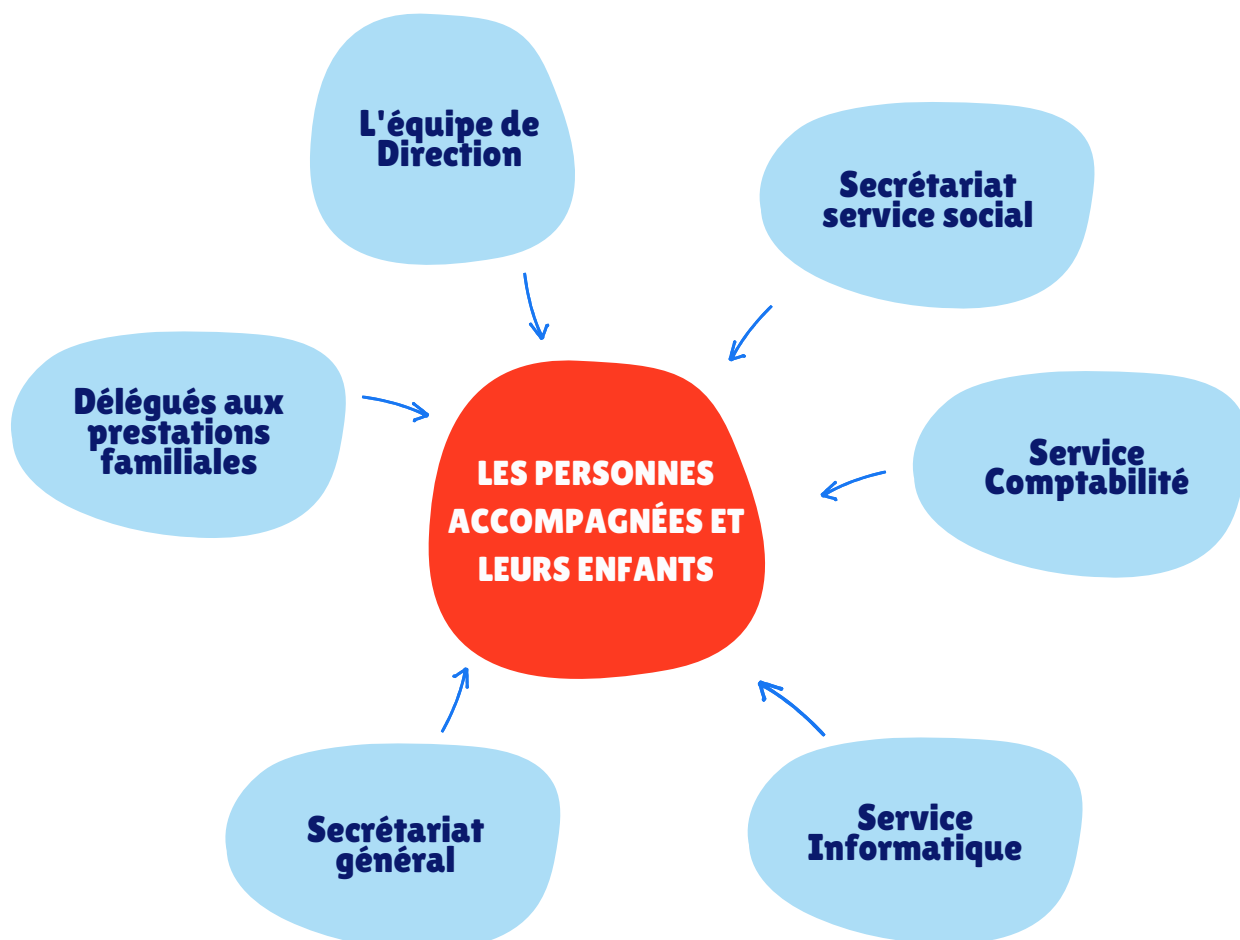 L'équipe de
Direction
Secrétariat
service social
Délégués aux
prestations
familiales
Service
Comptabilité
LES PERSONNES
ACCOMPAGNÉES ET
LEURS ENFANTS
Secrétariat
général
Service
Informatique